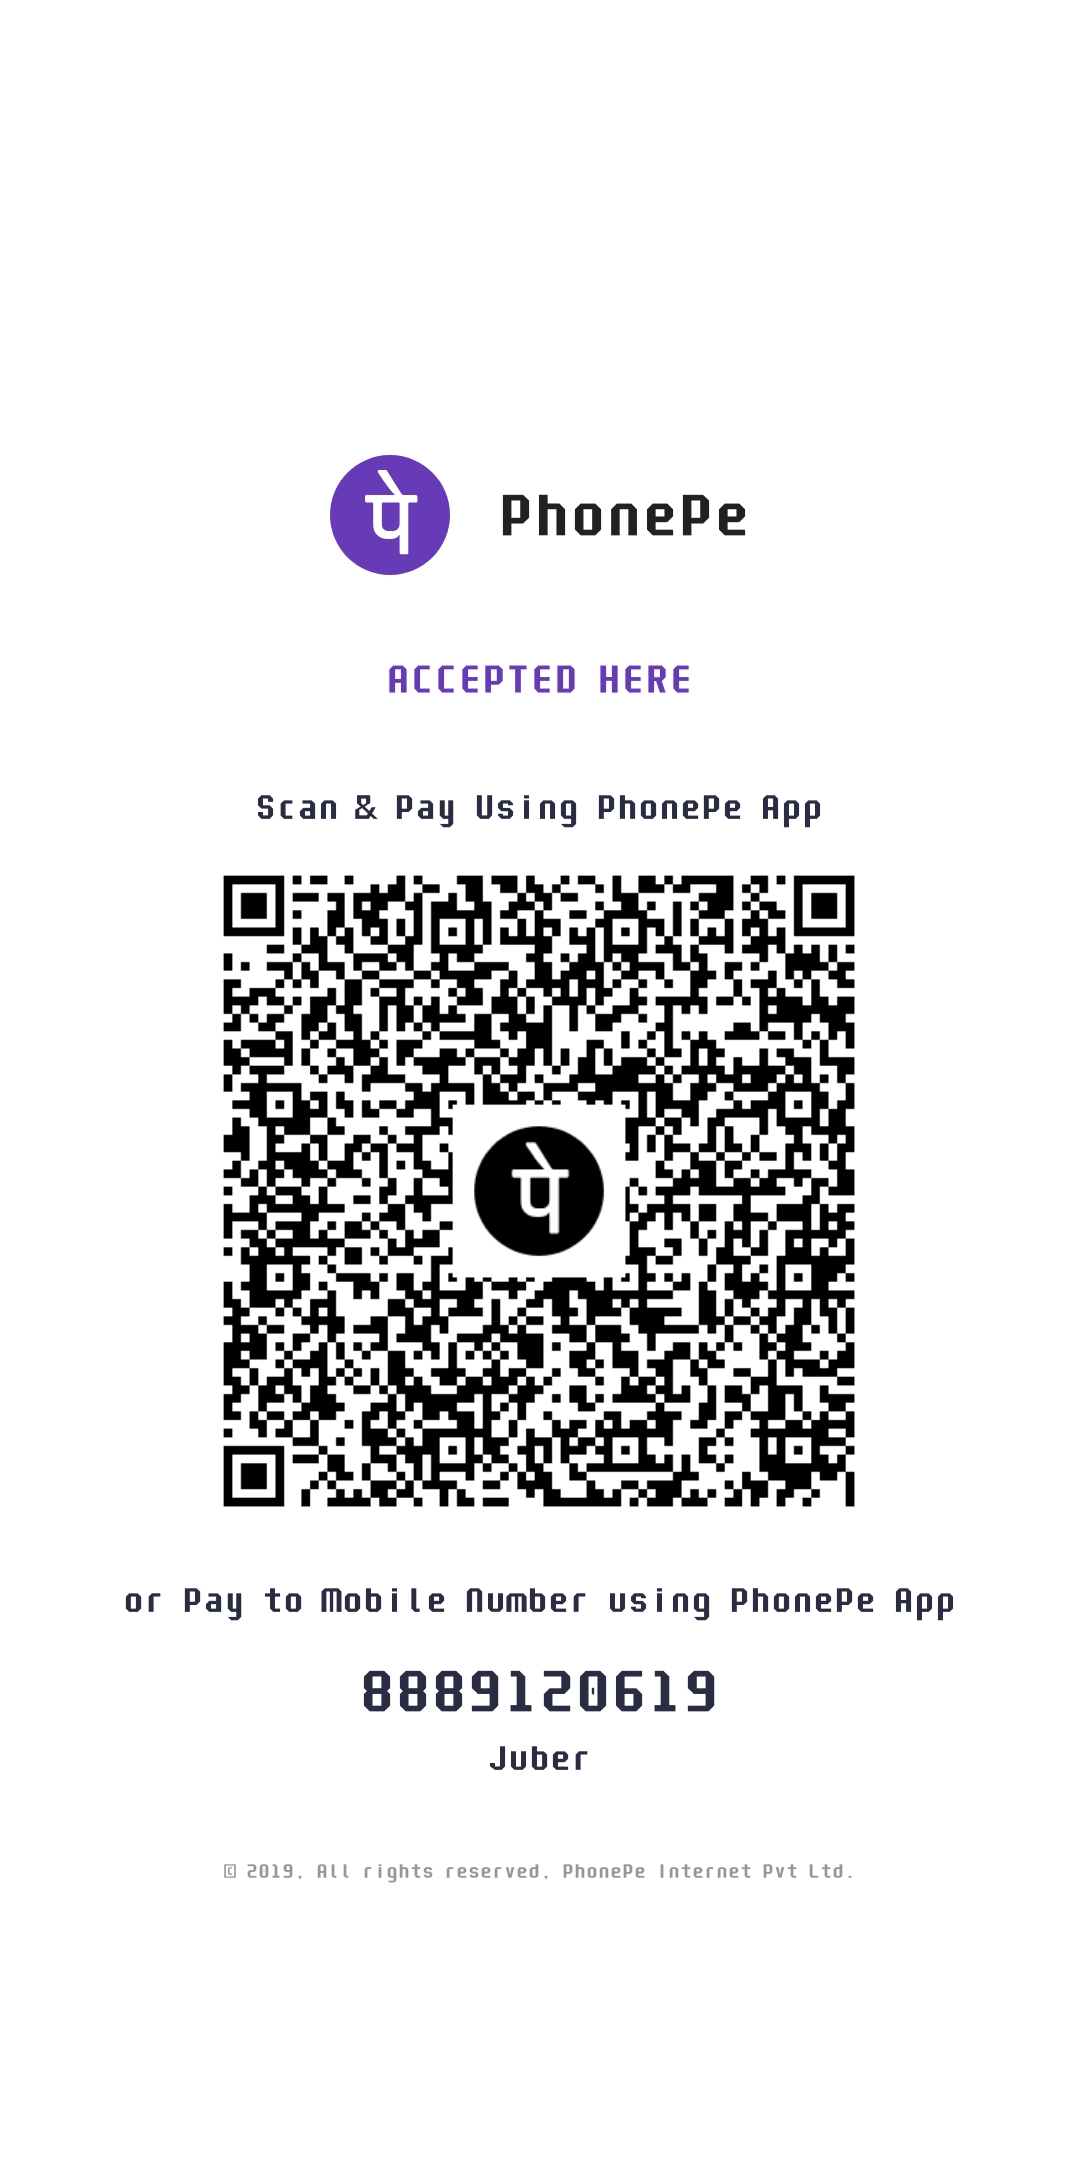 पे PhonePe
ACCEPTED HERE
Scan & Pay Using PhonePe App
पे
or Pay to Mobile Number using PhonePe App
8889120619
Juber
© 2019, All rights reserved, PhonePe Internet Pvt Ltd.